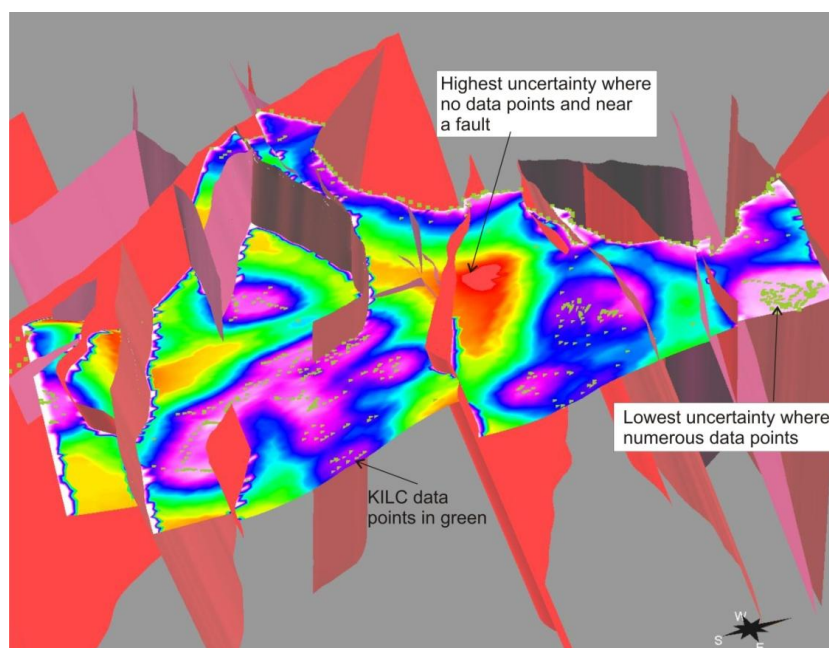 Highest uncertainty where
no data points and near
a fault
Lowest uncertainty where
numerous data points
KILC data
points in green
W
S
E